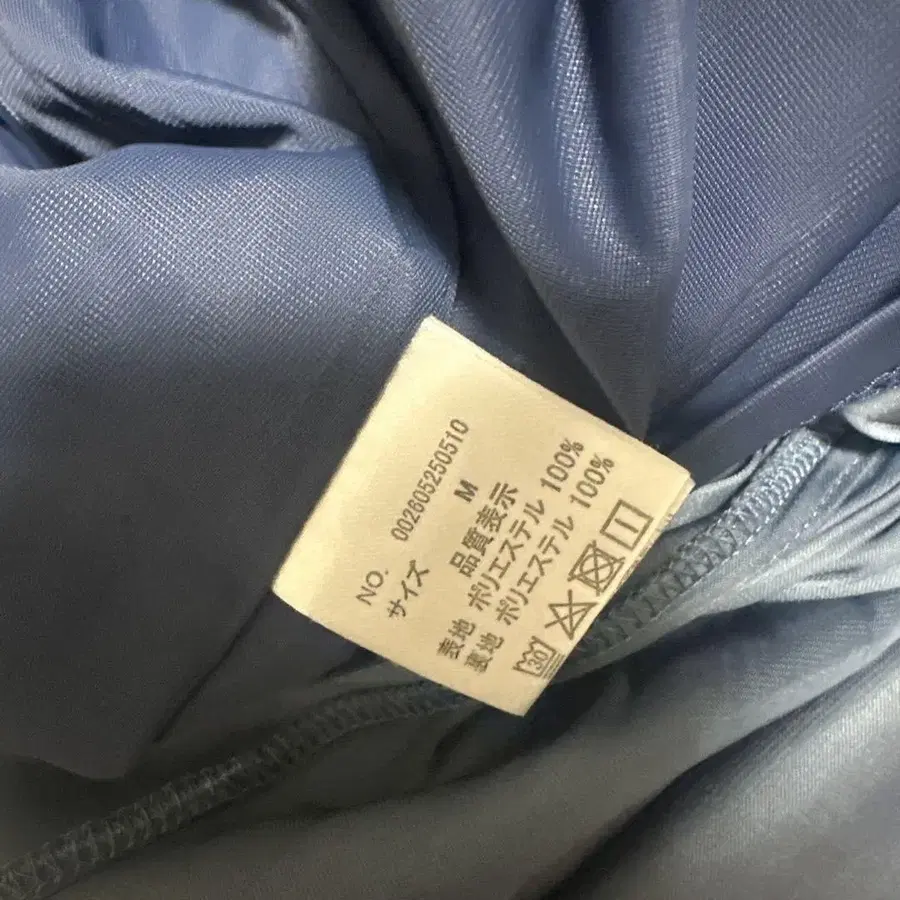 NO. 002605250510
サイズ M
品質表示
表地 ポリエステル 100%
裏地 ポリエステル 100%
30